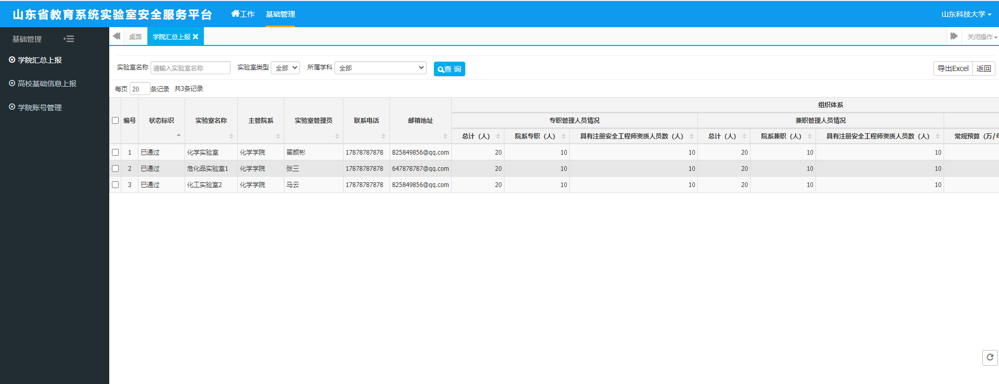 山东省教育系统实验室安全服务平台 工作 基础管理 山东科技大学
基础管理 桌面 学院汇总上报 关闭操作
学院汇总上报
高校基础信息上报
学院账号管理
实验室名称 请输入实验室名称 实验室类型 全部 所属学科 全部 查 询 导出Excel 返回
每页 20 条记录 共3条记录
组织体系
编号 状态标识 实验室名称 主管院系 实验室管理员 联系电话 邮箱地址 专职管理人员情况 兼职管理人员情况
总计（人） 院系专职（人） 具有注册安全工程师资质人员数（人） 总计（人） 院系兼职（人） 具有注册安全工程师资质人员数（人） 常规预算（万/年
1 已通过 化学实验室 化学学院 翟颜彬 17878787878 825849856@qq.com 20 10 10 20 10 10
2 已通过 危化品实验室1 化学学院 张三 17878787878 647878787@qq.com 20 10 10 20 10 10
3 已通过 化工实验室2 化学学院 马云 17878787878 825849856@qq.com 20 10 10 20 10 10